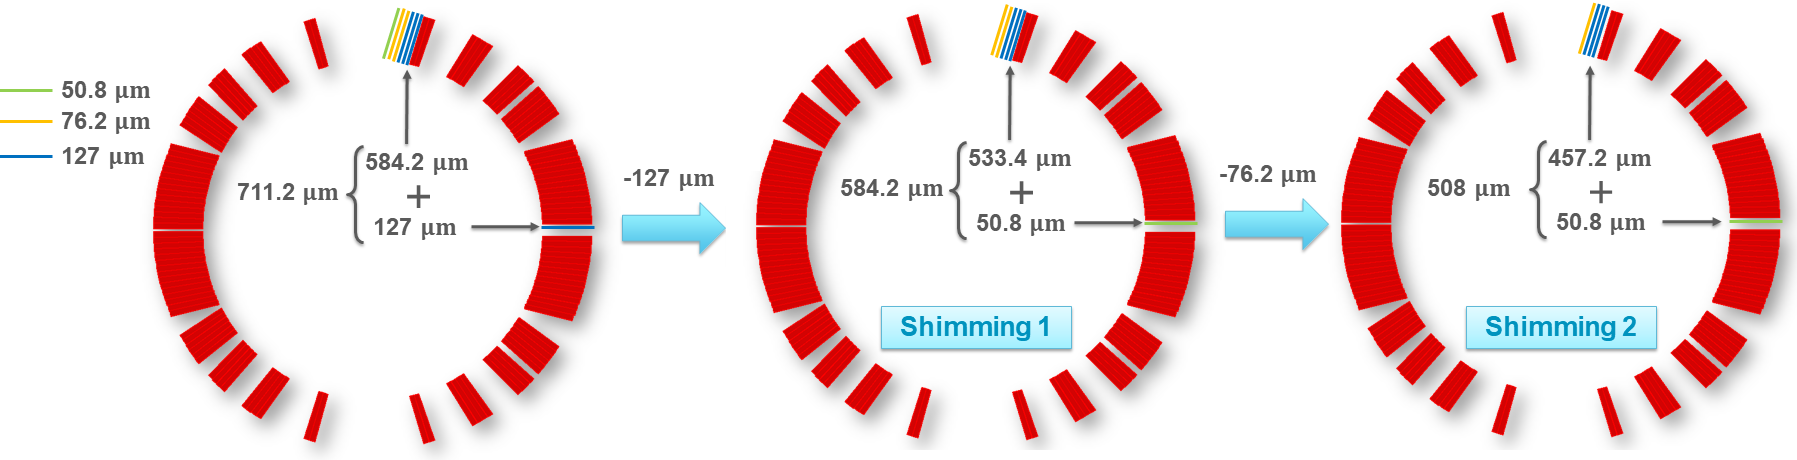 50.8 µm
76.2 µm
127 µm
711.2 µm
584.2 µm
+
127 µm
-127 µm
584.2 µm
533.4 µm
+
50.8 µm
Shimming 1
-76.2 µm
508 µm
457.2 µm
+
50.8 µm
Shimming 2